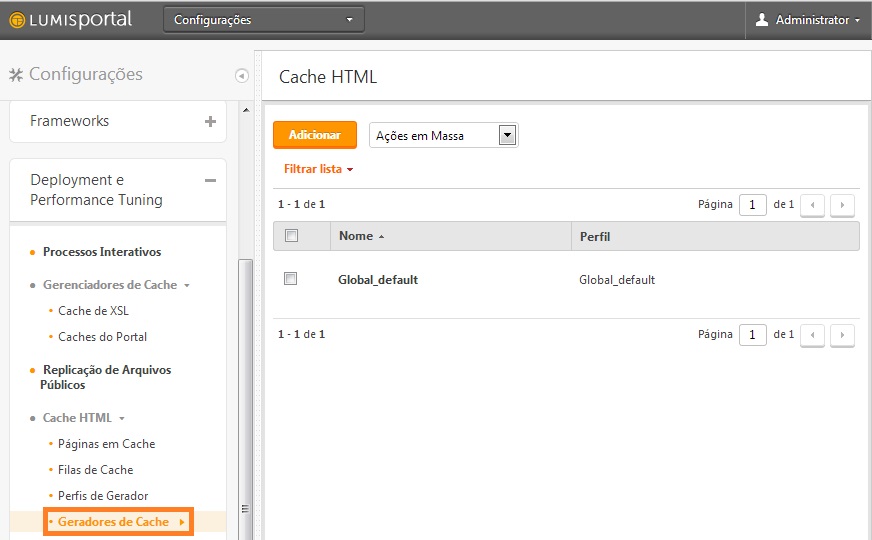 LUMISportal
Configurações
Administrator
Configurações
Frameworks
Deployment e
Performance Tuning
Processos Interativos
Gerenciadores de Cache
Cache de XSL
Caches do Portal
Replicação de Arquivos
Públicos
Cache HTML
Páginas em Cache
Filas de Cache
Perfis de Gerador
Geradores de Cache
Cache HTML
Adicionar
Ações em Massa
Filtrar lista
1 - 1 de 1
Página 1 de 1
Nome Perfil
Global_default Global_default
1 - 1 de 1
Página 1 de 1